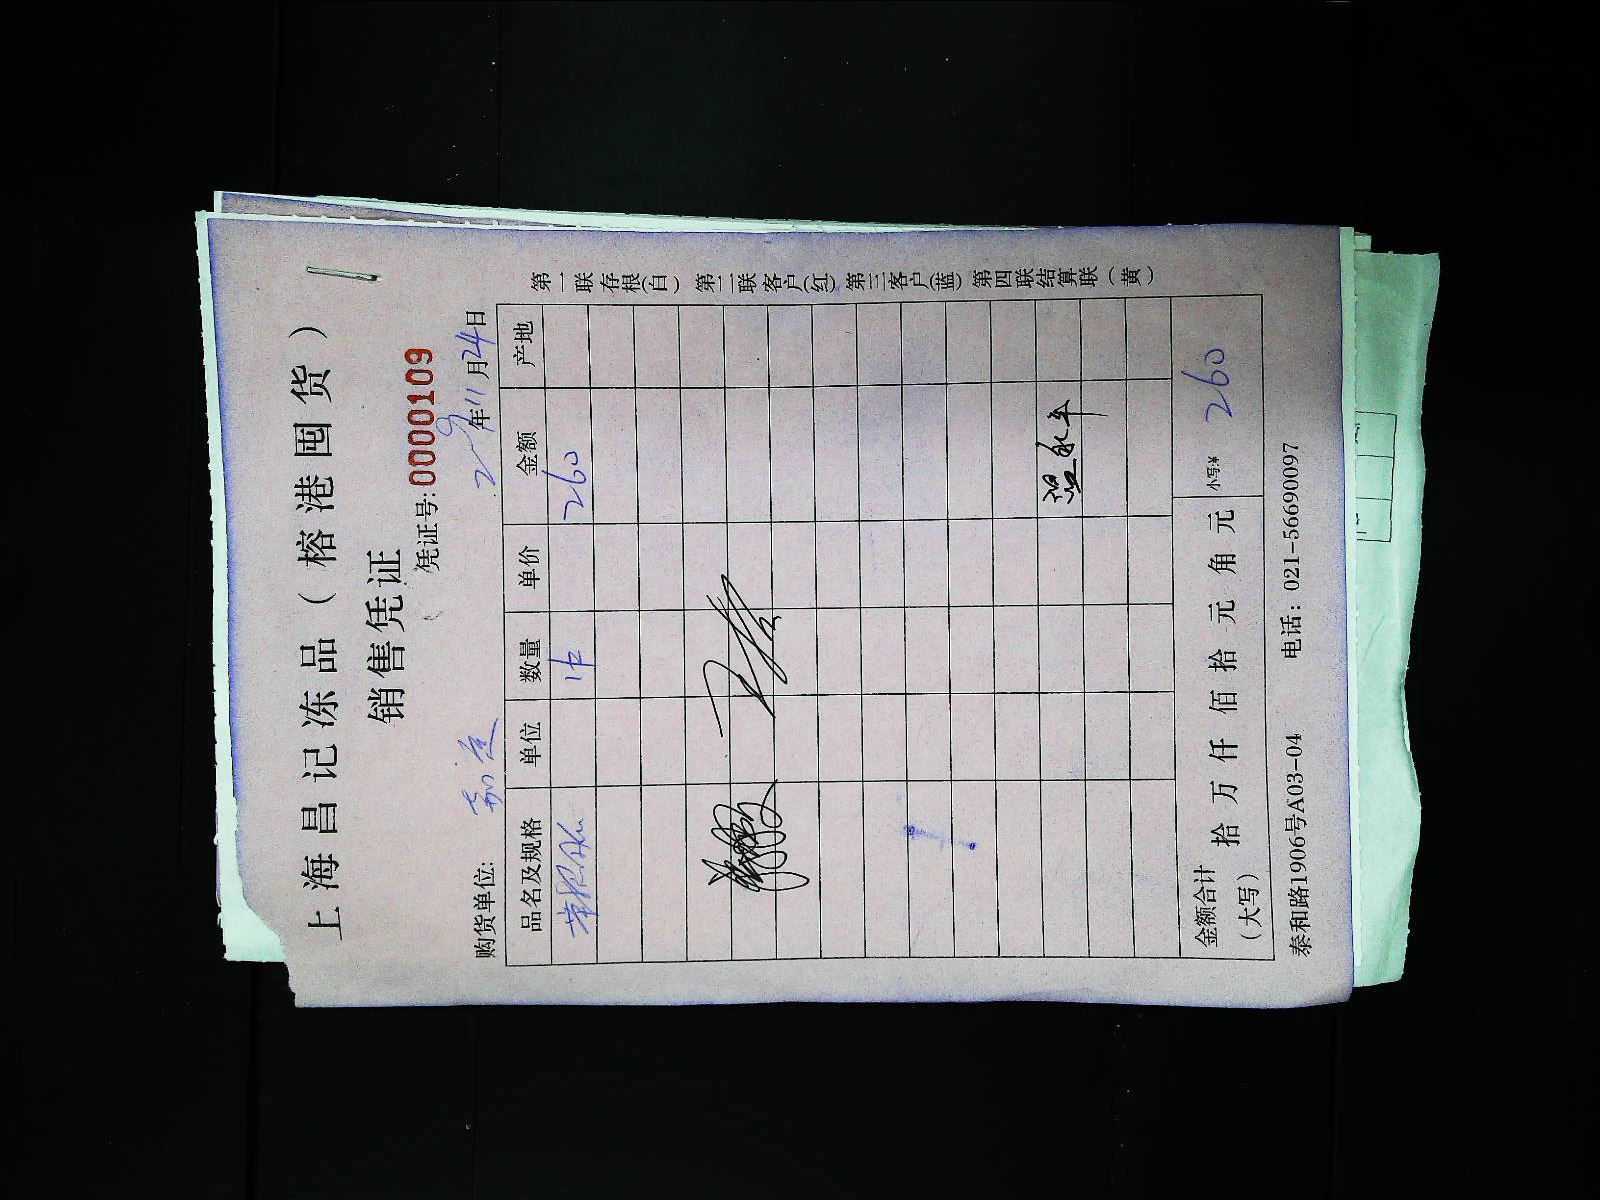 上海昌记冻品（榕港囤货）
销售凭证
凭证号:0000109
年11月24日
购货单位:
品名及规格 单位 数量 单价 金额 产地
260
温永平
金额合计（大写） 拾 万 仟 佰 拾 元 角 元 小写:¥ 260
泰和路1906号A03-04 电话：021-56690097
第一联存根(白) 第二联客户(红) 第三客户(蓝) 第四联结算联（黄）